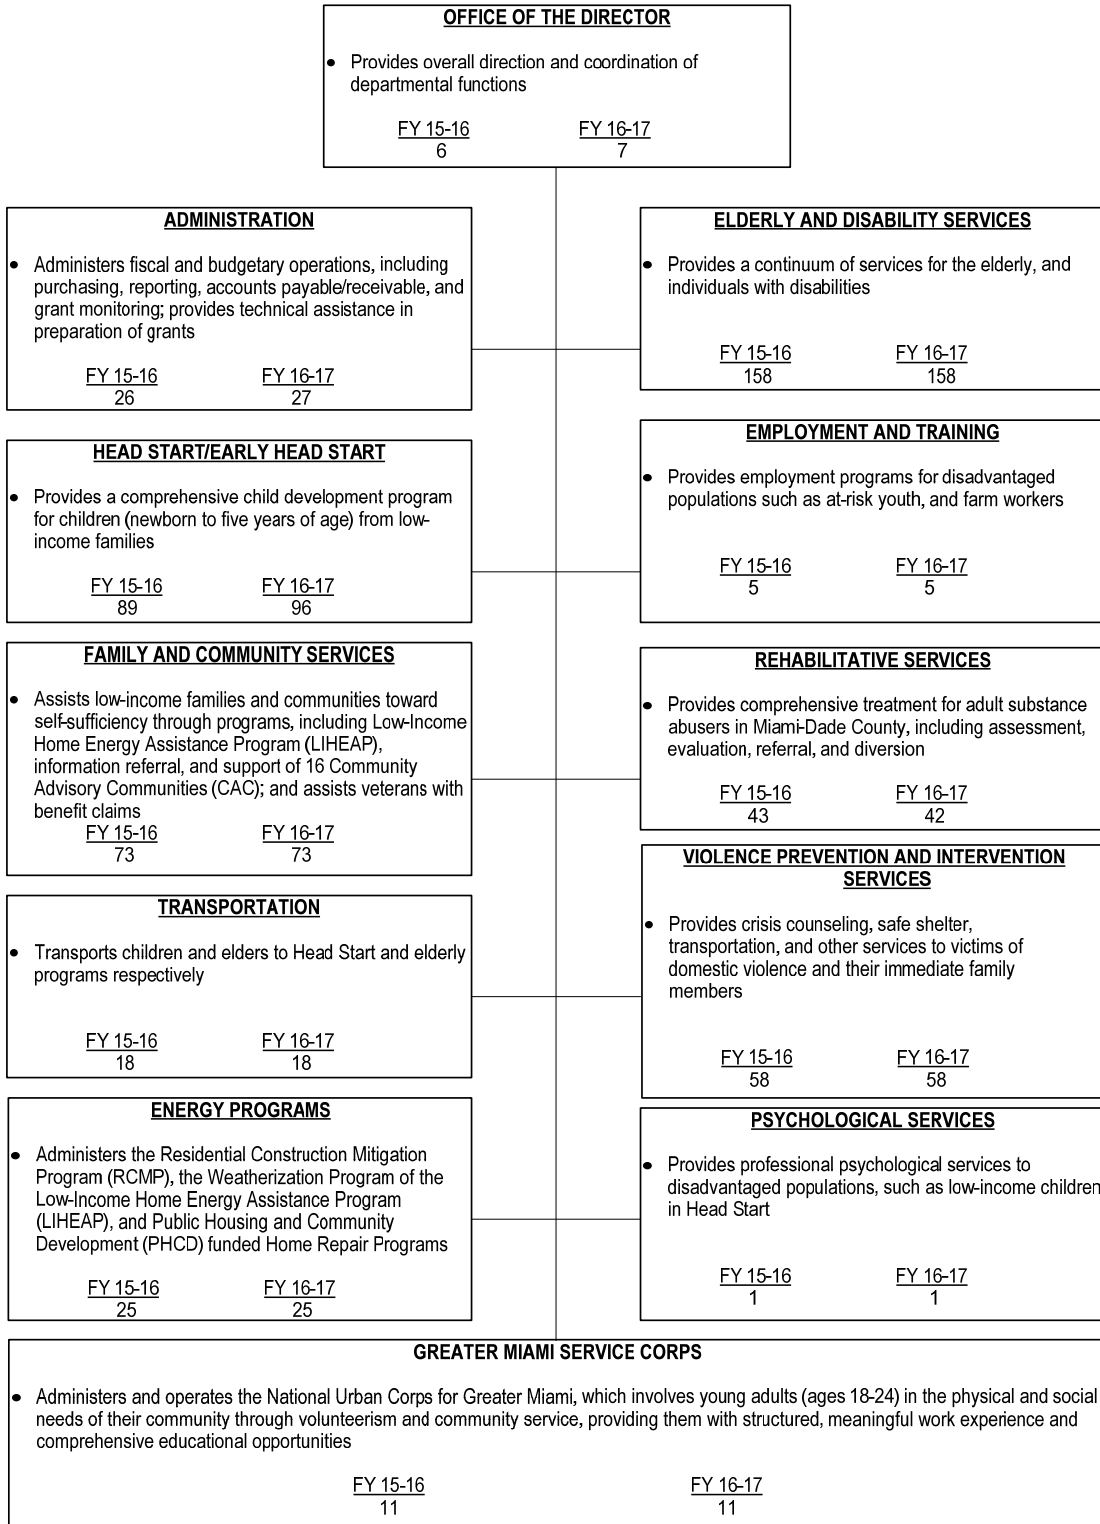 OFFICE OF THE DIRECTOR
• Provides overall direction and coordination of
departmental functions
FY 15-16 FY 16-17
6 7
ADMINISTRATION
• Administers fiscal and budgetary operations, including
purchasing, reporting, accounts payable/receivable, and
grant monitoring; provides technical assistance in
preparation of grants
FY 15-16 FY 16-17
26 27
ELDERLY AND DISABILITY SERVICES
• Provides a continuum of services for the elderly, and
individuals with disabilities
FY 15-16 FY 16-17
158 158
HEAD START/EARLY HEAD START
• Provides a comprehensive child development program
for children (newborn to five years of age) from low-
income families
FY 15-16 FY 16-17
89 96
EMPLOYMENT AND TRAINING
• Provides employment programs for disadvantaged
populations such as at-risk youth, and farm workers
FY 15-16 FY 16-17
5 5
FAMILY AND COMMUNITY SERVICES
• Assists low-income families and communities toward
self-sufficiency through programs, including Low-Income
Home Energy Assistance Program (LIHEAP),
information referral, and support of 16 Community
Advisory Communities (CAC); and assists veterans with
benefit claims
FY 15-16 FY 16-17
73 73
REHABILITATIVE SERVICES
• Provides comprehensive treatment for adult substance
abusers in Miami-Dade County, including assessment,
evaluation, referral, and diversion
FY 15-16 FY 16-17
43 42
TRANSPORTATION
• Transports children and elders to Head Start and elderly
programs respectively
FY 15-16 FY 16-17
18 18
VIOLENCE PREVENTION AND INTERVENTION
SERVICES
• Provides crisis counseling, safe shelter,
transportation, and other services to victims of
domestic violence and their immediate family
members
FY 15-16 FY 16-17
58 58
ENERGY PROGRAMS
• Administers the Residential Construction Mitigation
Program (RCMP), the Weatherization Program of the
Low-Income Home Energy Assistance Program
(LIHEAP), and Public Housing and Community
Development (PHCD) funded Home Repair Programs
FY 15-16 FY 16-17
25 25
PSYCHOLOGICAL SERVICES
• Provides professional psychological services to
disadvantaged populations, such as low-income children
in Head Start
FY 15-16 FY 16-17
1 1
GREATER MIAMI SERVICE CORPS
• Administers and operates the National Urban Corps for Greater Miami, which involves young adults (ages 18-24) in the physical and social
needs of their community through volunteerism and community service, providing them with structured, meaningful work experience and
comprehensive educational opportunities
FY 15-16 FY 16-17
11 11